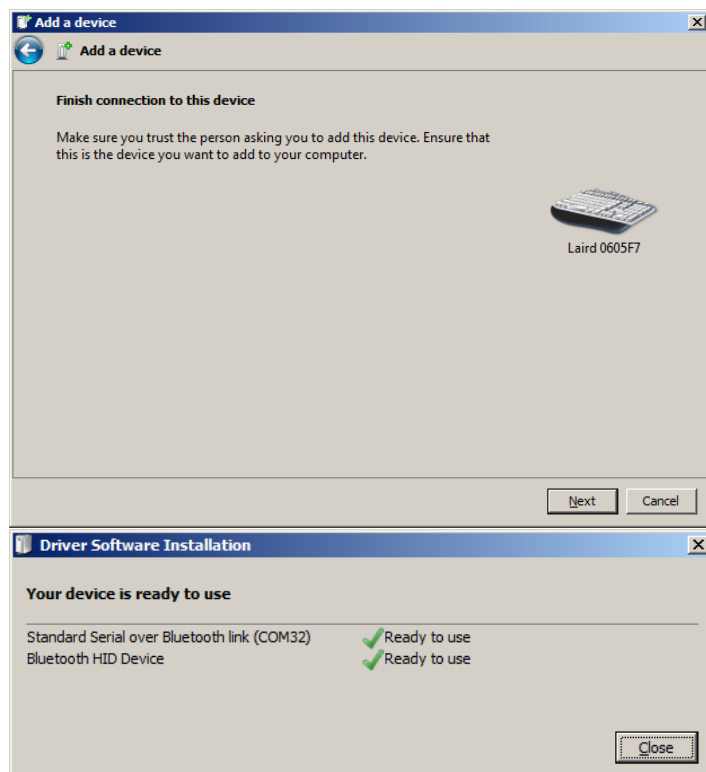 Add a device
Add a device
Finish connection to this device
Make sure you trust the person asking you to add this device. Ensure that
this is the device you want to add to your computer.
Laird 0605F7
Next Cancel
Driver Software Installation
Your device is ready to use
Standard Serial over Bluetooth link (COM32) Ready to use
Bluetooth HID Device Ready to use
Close